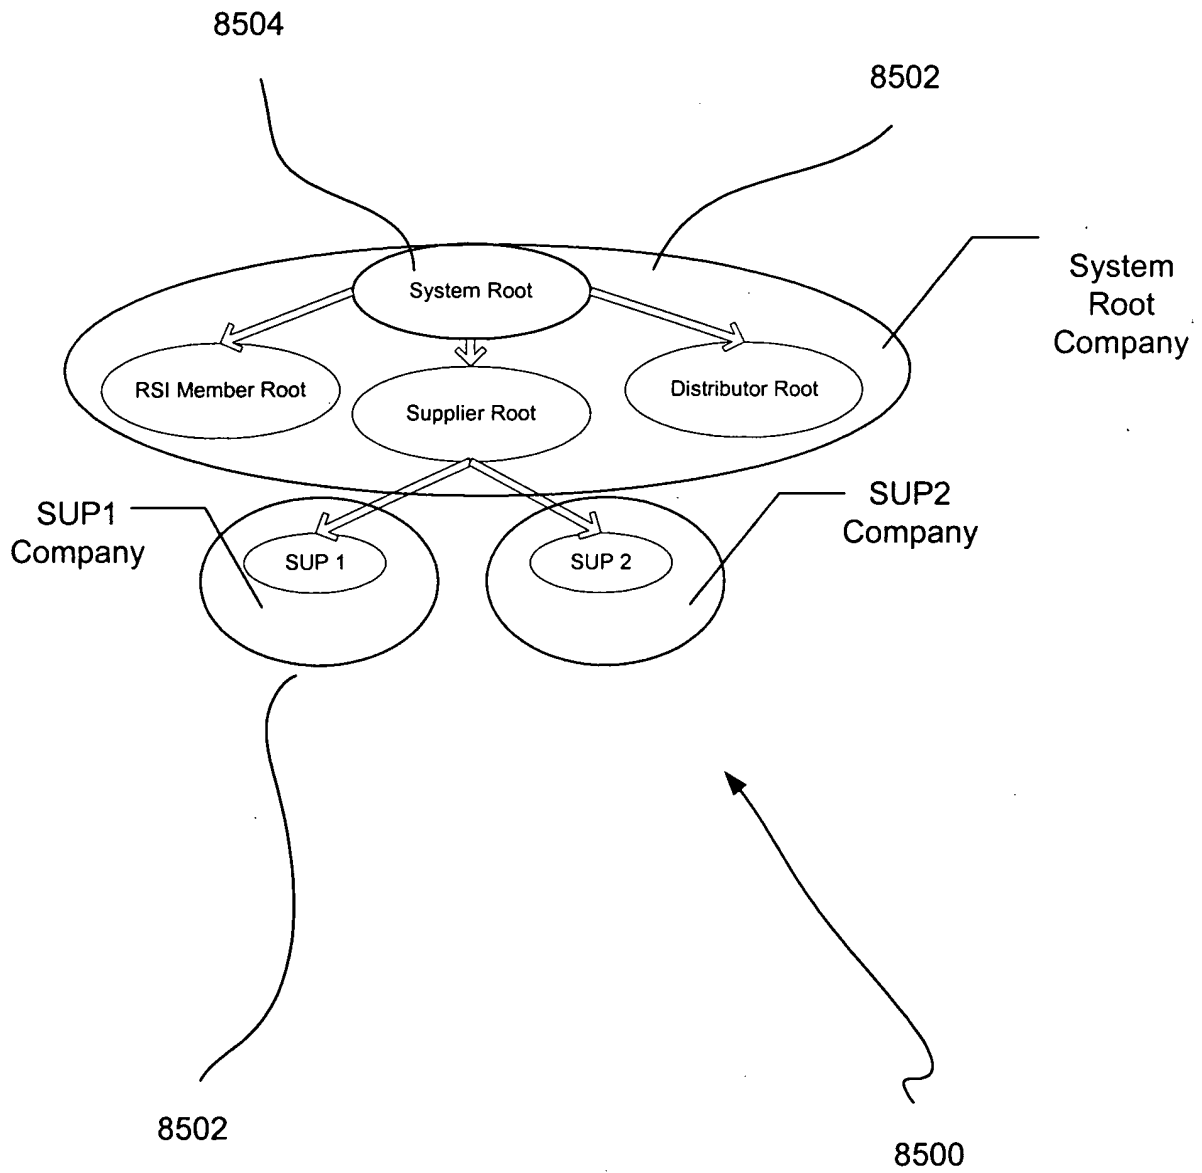 8504
8502
System Root
System
Root
Company
RSI Member Root
Supplier Root
Distributor Root
SUP1
Company
SUP2
Company
SUP 1
SUP 2
8502
8500